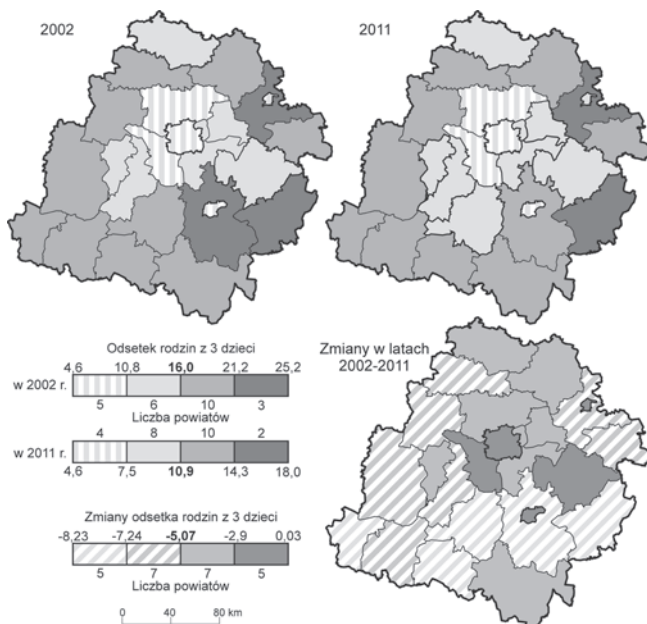 2002
2011
Odsetek rodzin z 3 dzieci
4,6 10,8 16,0 21,2 25,2
w 2002 r.
5 6 10 3
Liczba powiatów
4 8 10 2
w 2011 r.
4,6 7,5 10,9 14,3 18,0
Zmiany odsetka rodzin z 3 dzieci
-8,23 -7,24 -5,07 -2,9 0,03
5 7 7 5
Liczba powiatów
0 40 80 km
Zmiany w latach
2002-2011